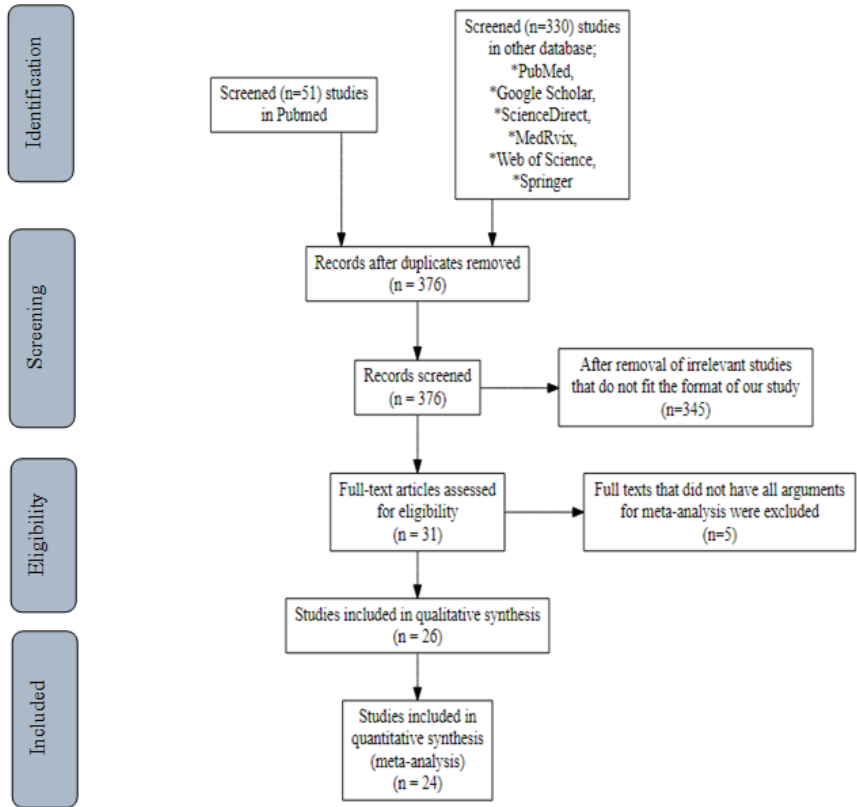 Identification
Screened (n=51) studies
in Pubmed
Screened (n=330) studies
in other database;
*PubMed,
*Google Scholar,
*ScienceDirect,
*MedRvix,
*Web of Science,
*Springer
Screening
Records after duplicates removed
(n = 376)
Records screened
(n = 376)
After removal of irrelevant studies
that do not fit the format of our study
(n=345)
Eligibility
Full-text articles assessed
for eligibility
(n = 31)
Full texts that did not have all arguments
for meta-analysis were excluded
(n=5)
Studies included in qualitative synthesis
(n = 26)
Included
Studies included in
quantitative synthesis
(meta-analysis)
(n = 24)